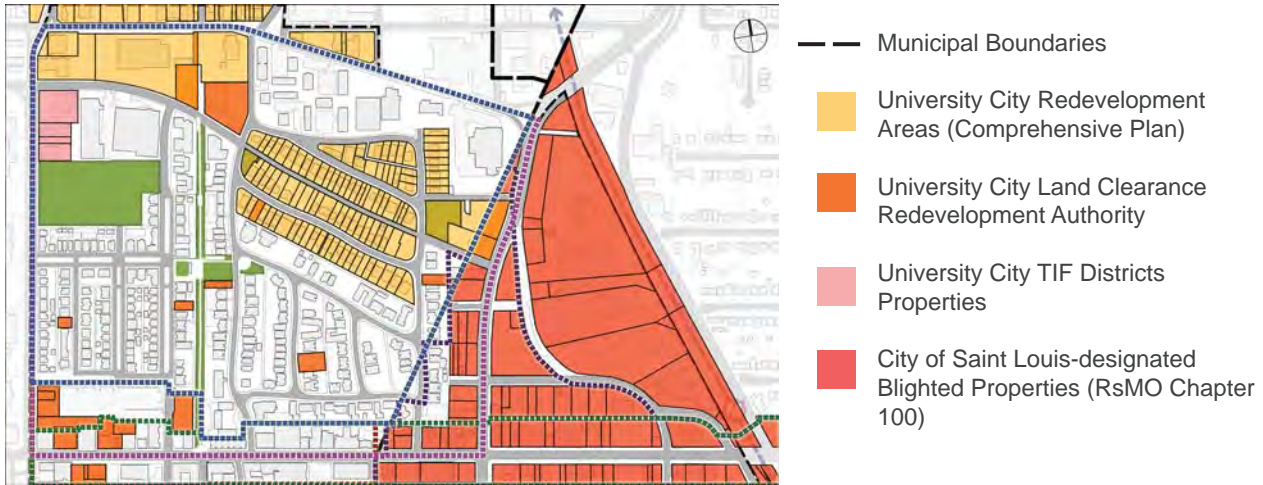 Municipal Boundaries
University City Redevelopment
Areas (Comprehensive Plan)
University City Land Clearance
Redevelopment Authority
University City TIF Districts
Properties
City of Saint Louis-designated
Blighted Properties (RsMO Chapter
100)